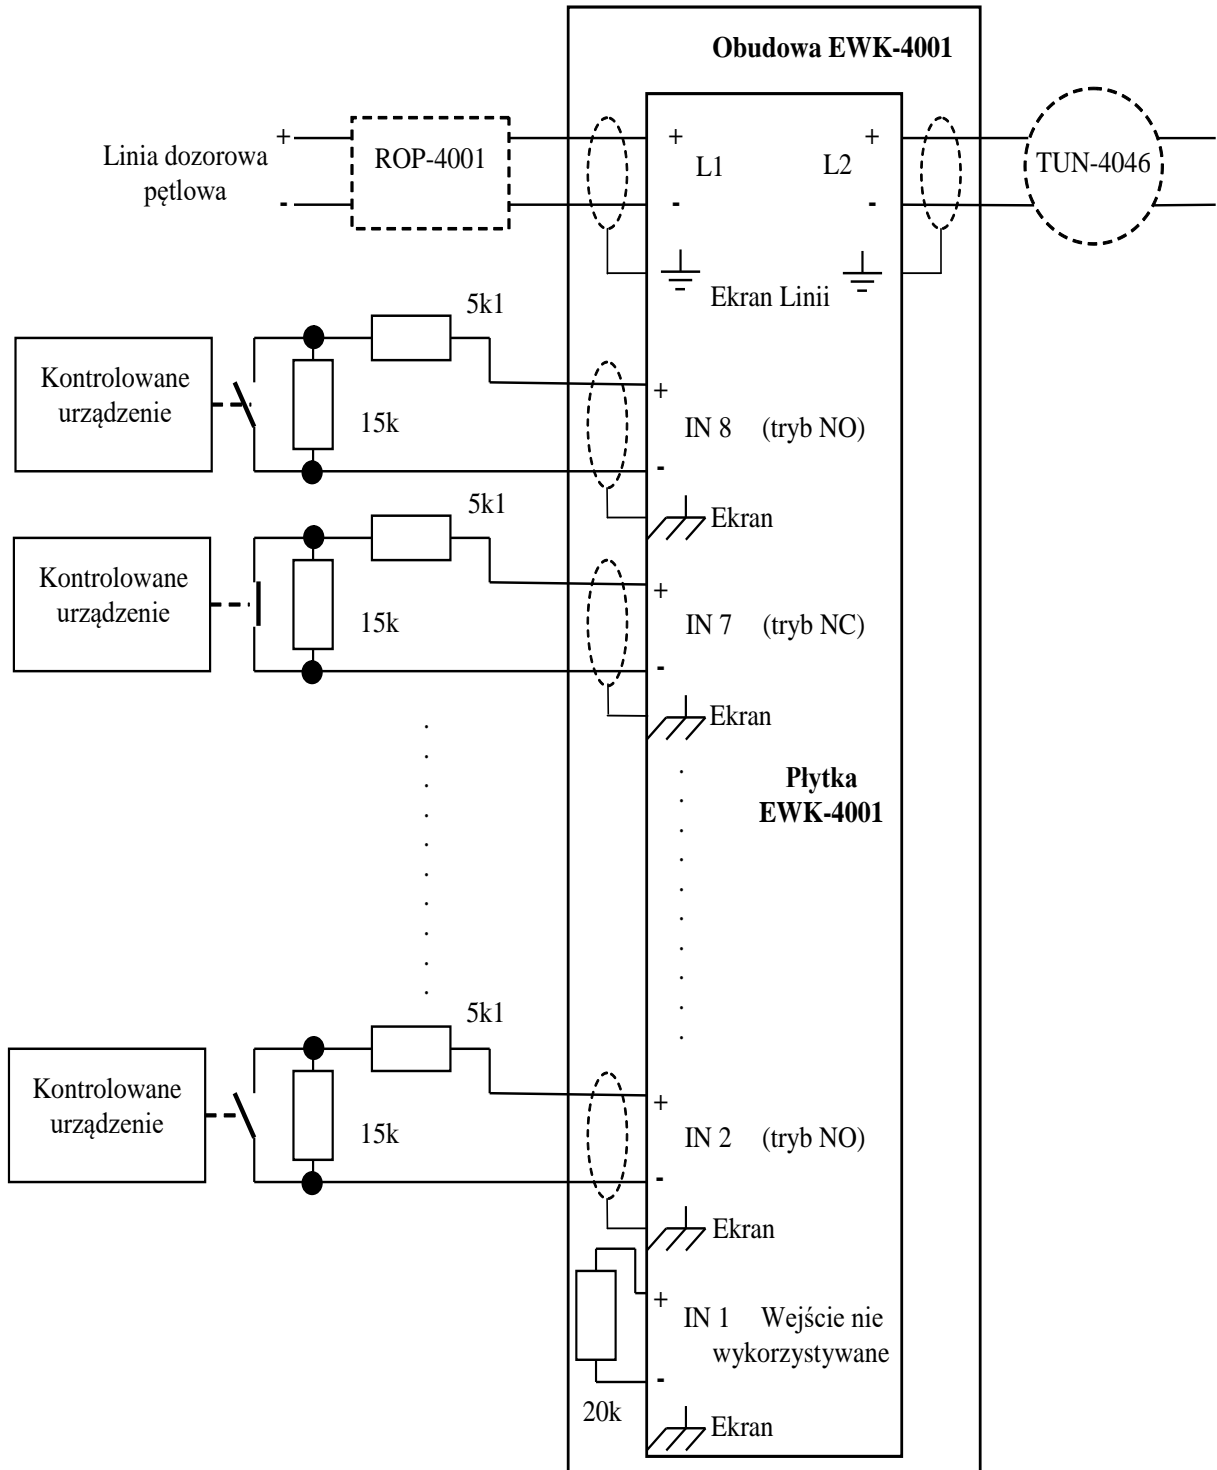 Obudowa EWK-4001
Linia dozorowa
pętlowa
+
-
ROP-4001
+
L1
-
+
L2
-
TUN-4046
Ekran Linii
5k1
Kontrolowane
urządzenie
15k
+
IN 8 (tryb NO)
-
Ekran
5k1
Kontrolowane
urządzenie
15k
+
IN 7 (tryb NC)
-
Ekran
Płytka
EWK-4001
5k1
Kontrolowane
urządzenie
15k
+
IN 2 (tryb NO)
-
Ekran
+
IN 1 Wejście nie
wykorzystywane
-
20k
Ekran